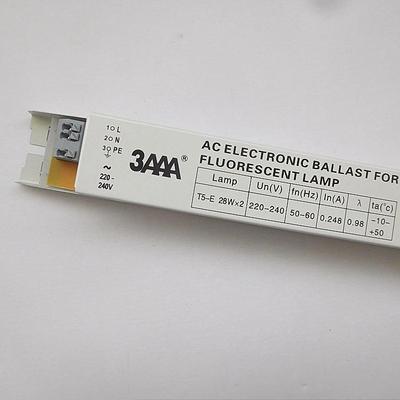 1 L
2 N
3 PE
~
220-
240V
3AAA®
AC ELECTRONIC BALLAST FOR
FLUORESCENT LAMP
Lamp Un(V) fn(Hz) In(A) λ ta(℃)
T5-E 28W×2 220-240 50-60 0.248 0.98 -10-
+50